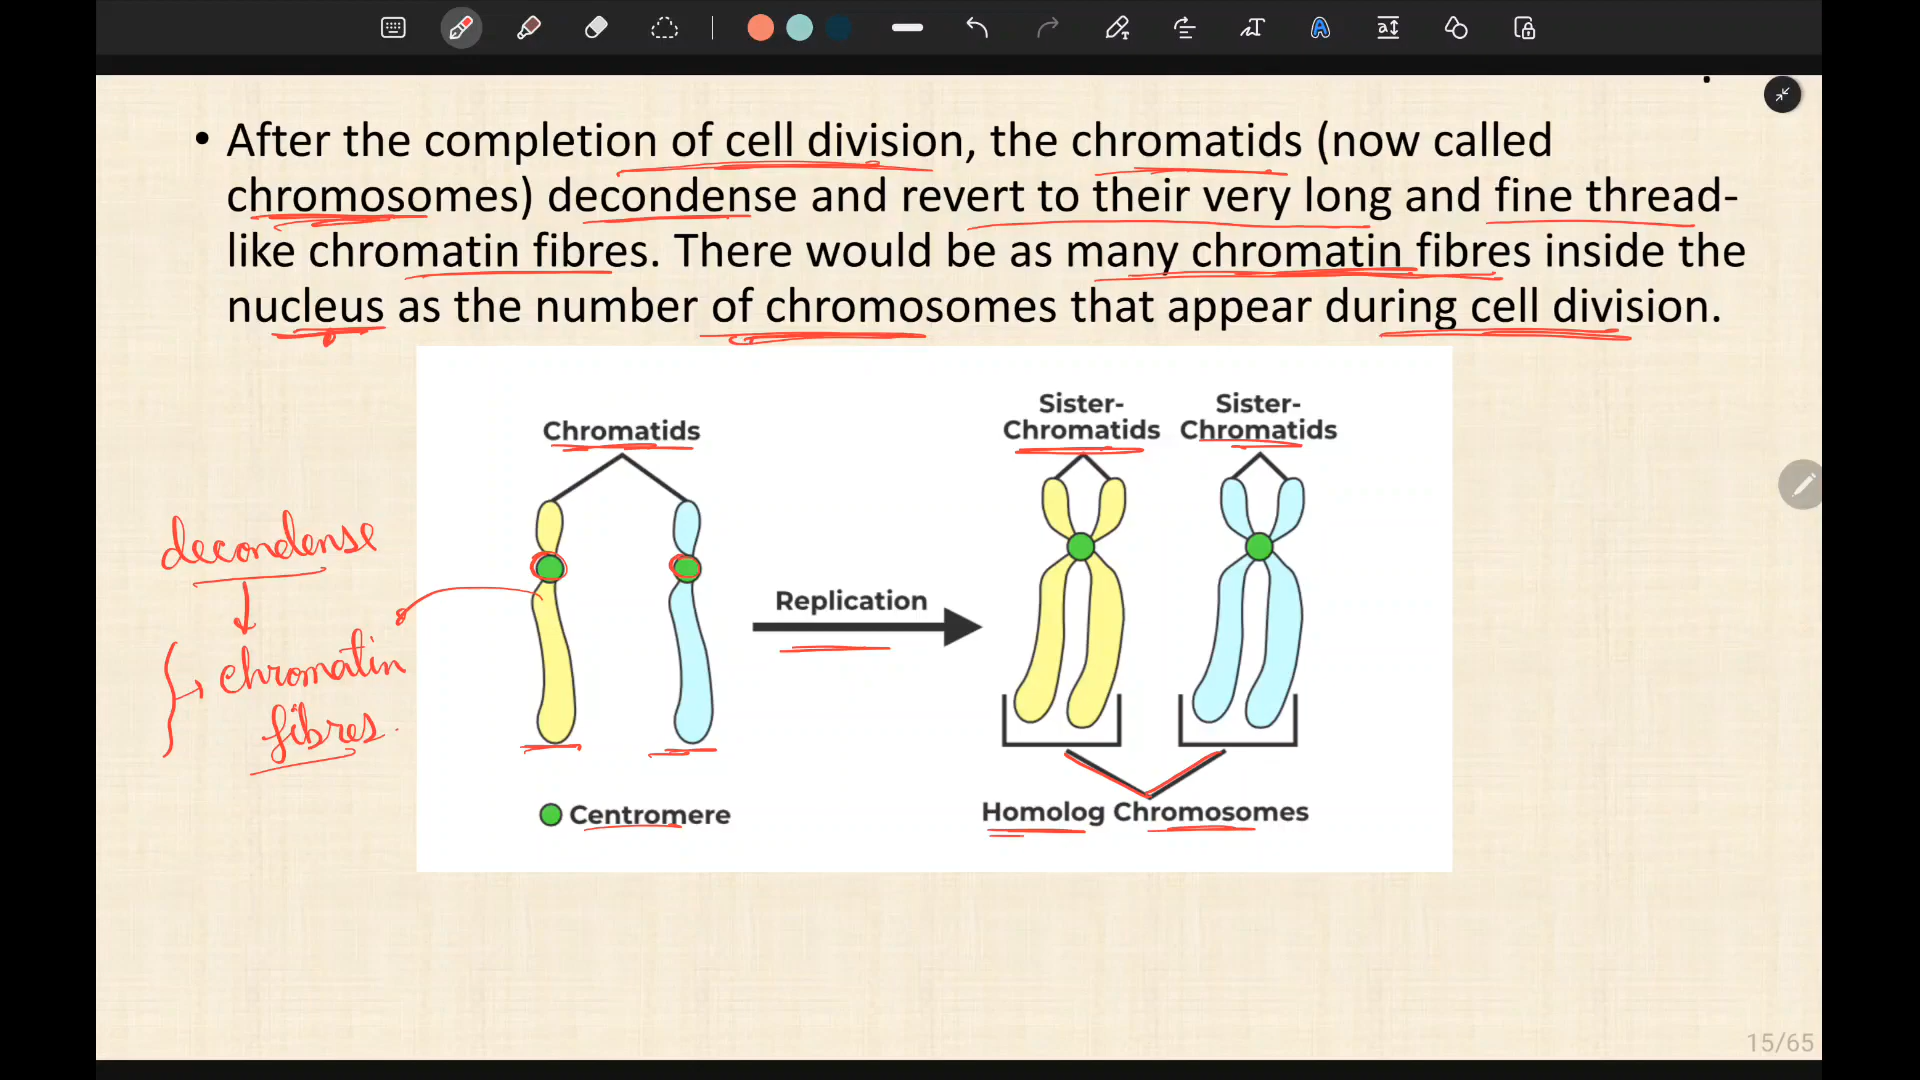 • After the completion of cell division, the chromatids (now called
chromosomes) decondense and revert to their very long and fine thread-
like chromatin fibres. There would be as many chromatin fibres inside the
nucleus as the number of chromosomes that appear during cell division.
Chromatids
Sister-
Chromatids
Sister-
Chromatids
decondense
Replication
chromatin
fibres.
Centromere
Homolog Chromosomes
15/65